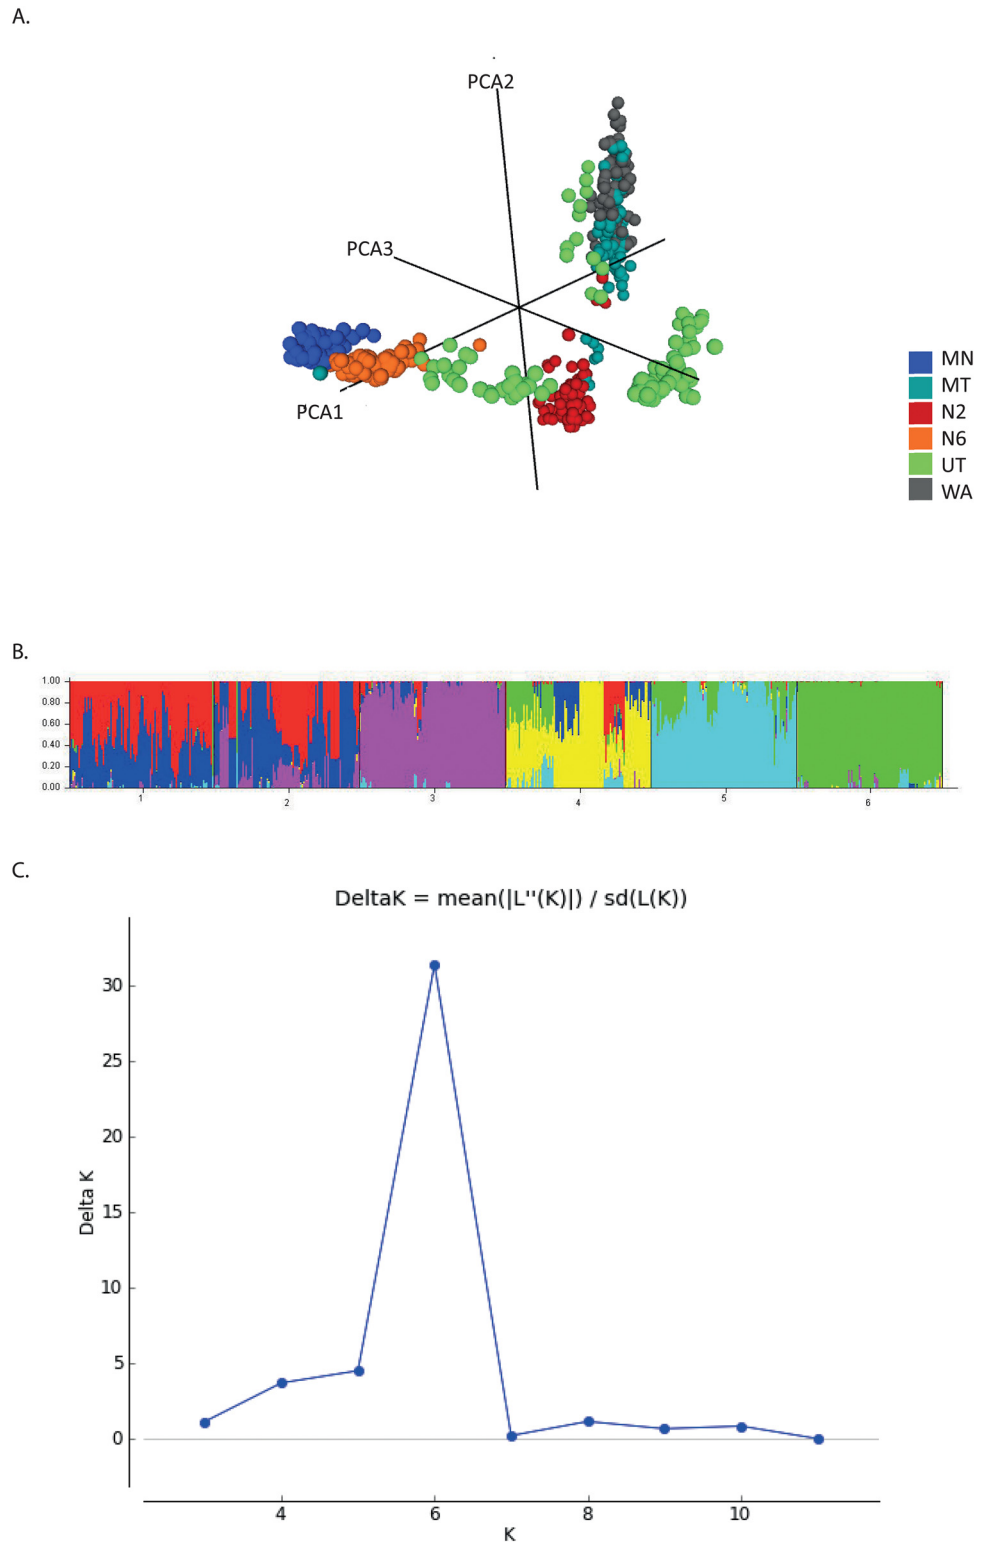 A.
PCA2
PCA3
PCA1
MN
MT
N2
N6
UT
WA
B.
1.00
0.80
0.60
0.40
0.20
0.00
1 2 3 4 5 6
C.
DeltaK = mean(|L''(K)|) / sd(L(K))
30
25
20
15
10
5
0
Delta K
4 6 8 10
K